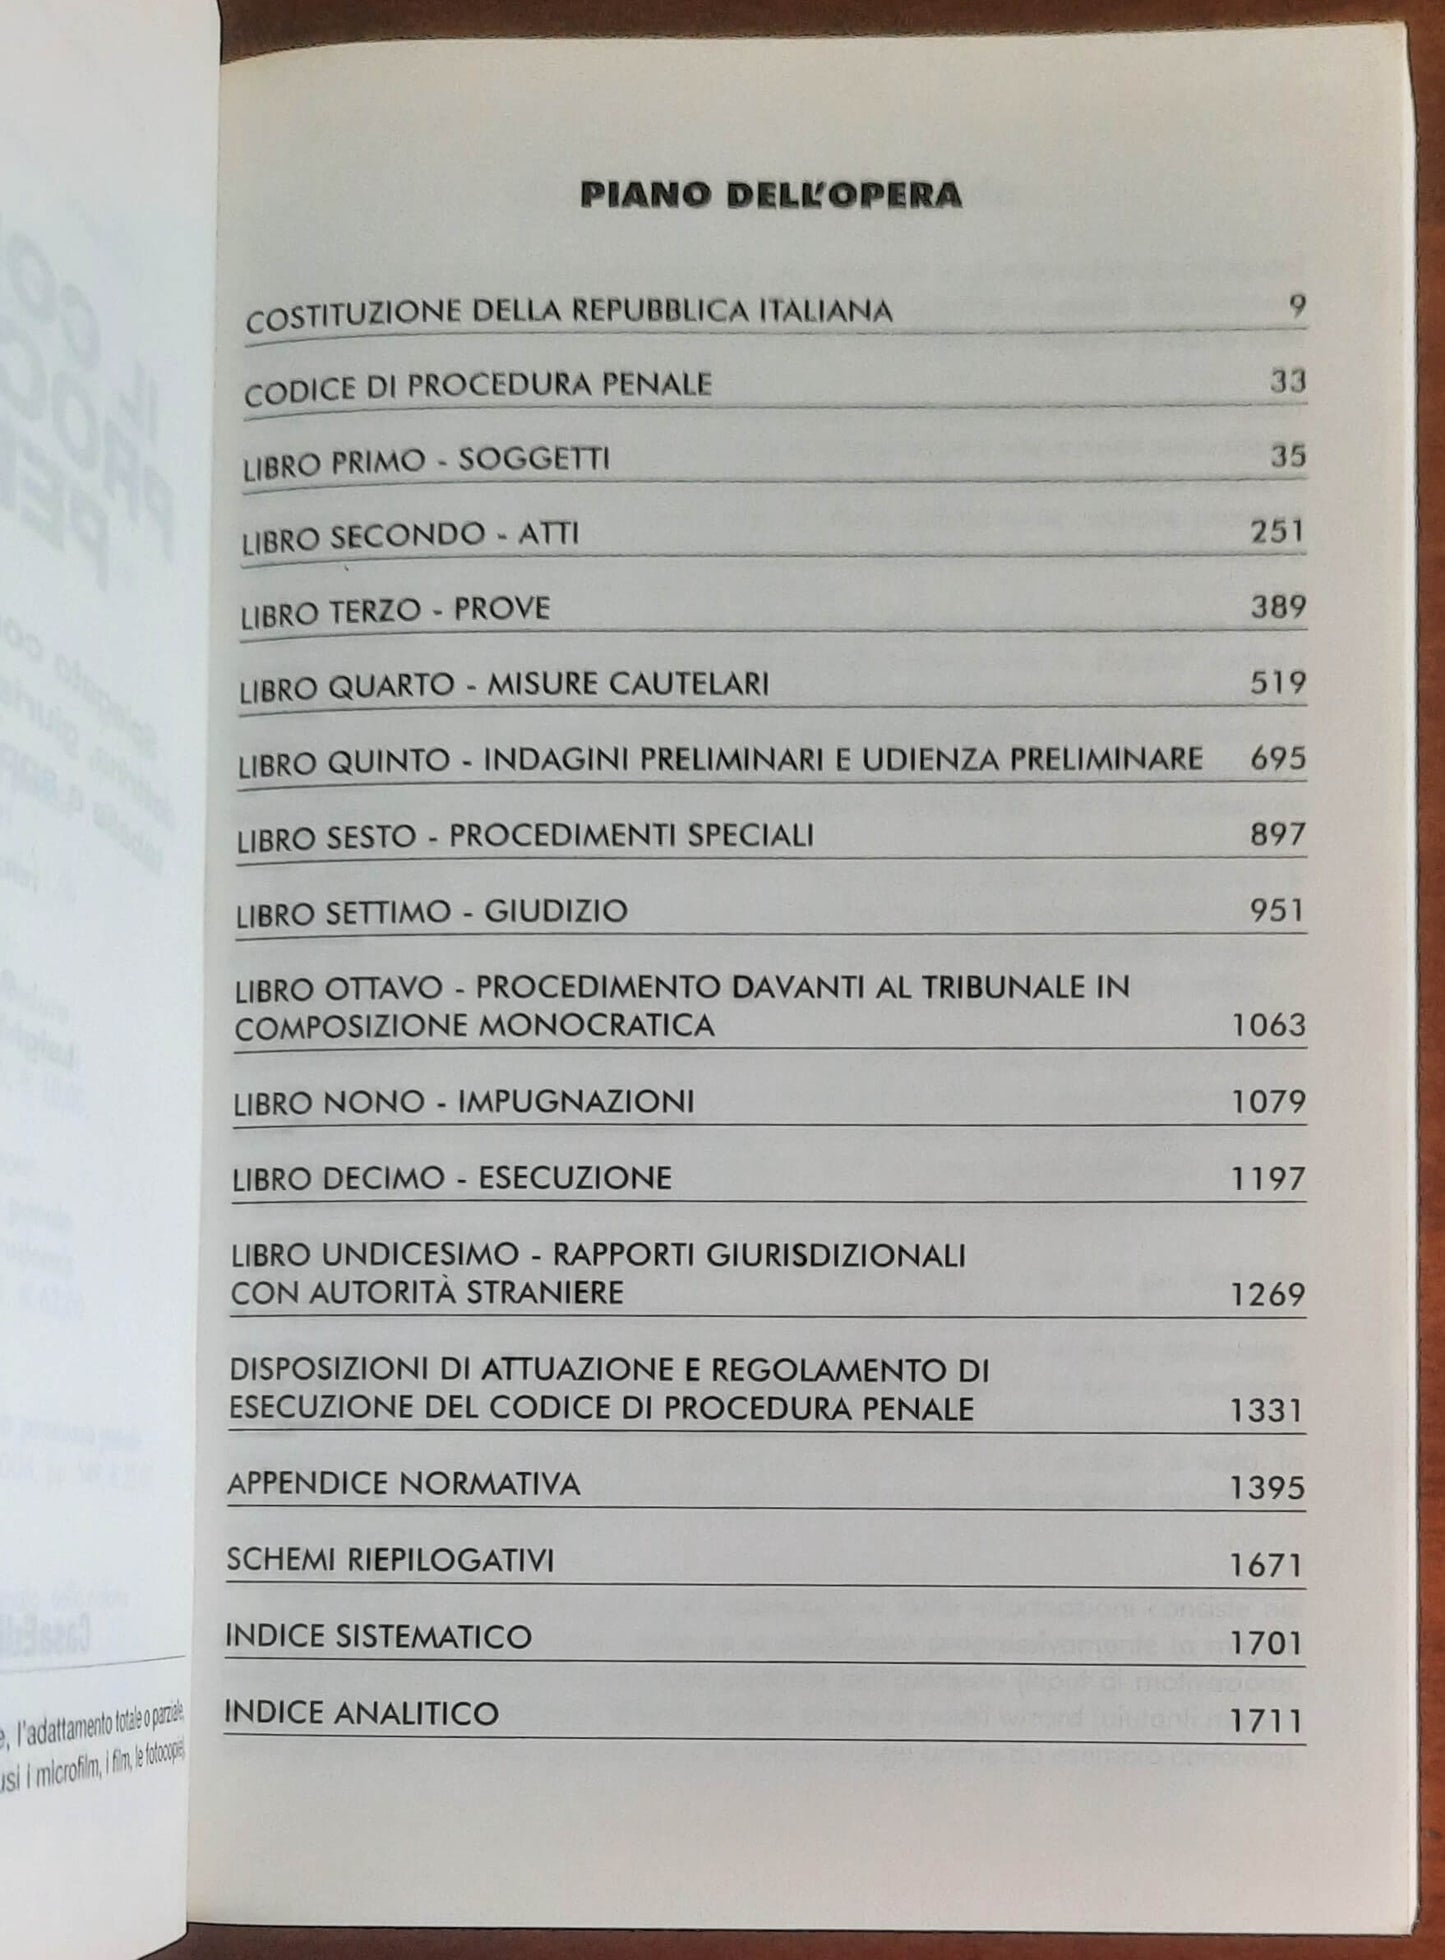 PIANO DELL'OPERA
COSTITUZIONE DELLA REPUBBLICA ITALIANA 9
CODICE DI PROCEDURA PENALE 33
LIBRO PRIMO - SOGGETTI 35
LIBRO SECONDO - ATTI 251
LIBRO TERZO - PROVE 389
LIBRO QUARTO - MISURE CAUTELARI 519
LIBRO QUINTO - INDAGINI PRELIMINARI E UDIENZA PRELIMINARE 695
LIBRO SESTO - PROCEDIMENTI SPECIALI 897
LIBRO SETTIMO - GIUDIZIO 951
LIBRO OTTAVO - PROCEDIMENTO DAVANTI AL TRIBUNALE IN
COMPOSIZIONE MONOCRATICA 1063
LIBRO NONO - IMPUGNAZIONI 1079
LIBRO DECIMO - ESECUZIONE 1197
LIBRO UNDICESIMO - RAPPORTI GIURISDIZIONALI
CON AUTORITÀ STRANIERE 1269
DISPOSIZIONI DI ATTUAZIONE E REGOLAMENTO DI
ESECUZIONE DEL CODICE DI PROCEDURA PENALE 1331
APPENDICE NORMATIVA 1395
SCHEMI RIEPILOGATIVI 1671
INDICE SISTEMATICO 1701
INDICE ANALITICO 1711
l'adattamento totale o parziale,
i microfilm, i film, le fotocopie),